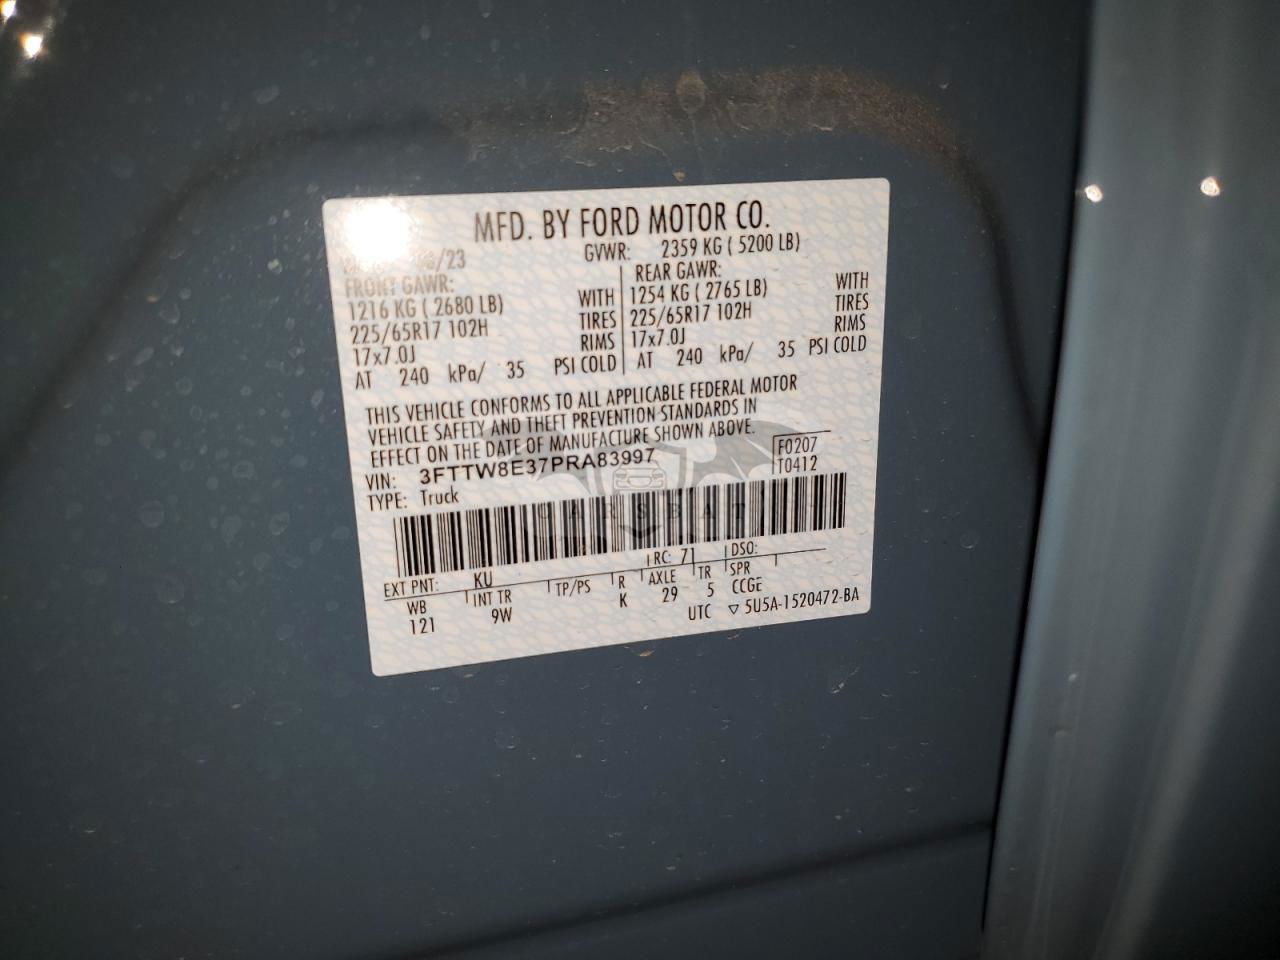 MFD. BY FORD MOTOR CO.
/23
GVWR: 2359 KG ( 5200 LB)
FRONT GAWR:
1216 KG ( 2680 LB) WITH
225/65R17 102H TIRES
17x7.0J RIMS
AT 240 kPa/ 35 PSI COLD
REAR GAWR:
1254 KG ( 2765 LB) WITH
225/65R17 102H TIRES
17x7.0J RIMS
AT 240 kPa/ 35 PSI COLD
THIS VEHICLE CONFORMS TO ALL APPLICABLE FEDERAL MOTOR
VEHICLE SAFETY AND THEFT PREVENTION STANDARDS IN
EFFECT ON THE DATE OF MANUFACTURE SHOWN ABOVE.
VIN: 3FTTW8E37PRA83997
F0207
T0412
TYPE: Truck
CARSBAT
RC: 71 DSO:
EXT PNT: KU
WB INT TR TP/PS R AXLE TR SPR
121 9W K 29 5 CCGE
UTC ▽ 5U5A-1520472-BA